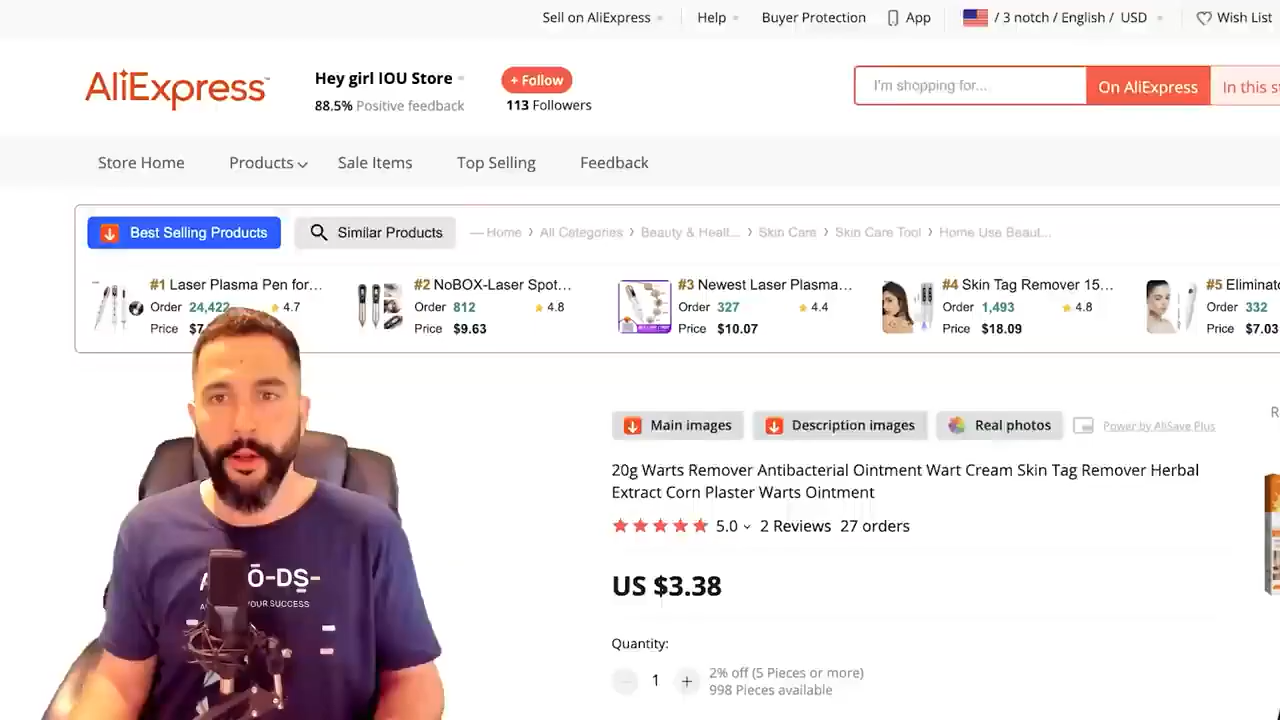 Sell on AliExpress
Help
Buyer Protection
App
/ 3 notch / English / USD
Wish List
AliExpress
Hey girl IOU Store
88.5% Positive feedback
+ Follow
113 Followers
I'm shopping for...
On AliExpress
In this
Store Home
Products
Sale Items
Top Selling
Feedback
Best Selling Products
Similar Products
— Home › All Categories › Beauty & Healt... › Skin Care › Skin Care Tool › Home Use Beaut...
#1 Laser Plasma Pen for...
Order 24,422 4.7
Price
#2 NoBOX-Laser Spot...
Order 812 4.8
Price $9.63
#3 Newest Laser Plasma...
Order 327 4.4
Price $10.07
#4 Skin Tag Remover 15...
Order 1,493 4.8
Price $18.09
#5 Eliminat
Order 332
Price $7.03
Main images
Description images
Real photos
Power by AliSave Plus
20g Warts Remover Antibacterial Ointment Wart Cream Skin Tag Remover Herbal
Extract Corn Plaster Warts Ointment
5.0 2 Reviews 27 orders
US $3.38
Quantity:
1 +
2% off (5 Pieces or more)
998 Pieces available
YOUR SUCCESS